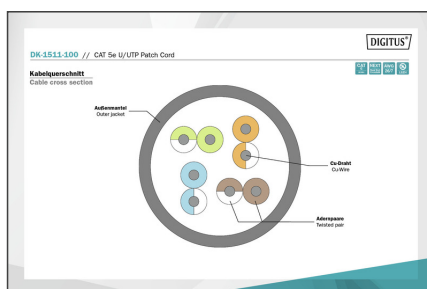 DIGITUS®
DK-1511-100 // CAT 5e U/UTP Patch Cord
Kabelquerschnitt
Cable cross section
Außenmantel
Outer jacket
Cu-Draht
Cu-Wire
Adernpaare
Twisted pair